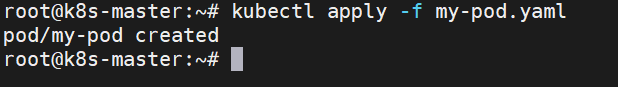 root@k8s-master:~# kubectl apply -f my-pod.yaml
pod/my-pod created
root@k8s-master:~#